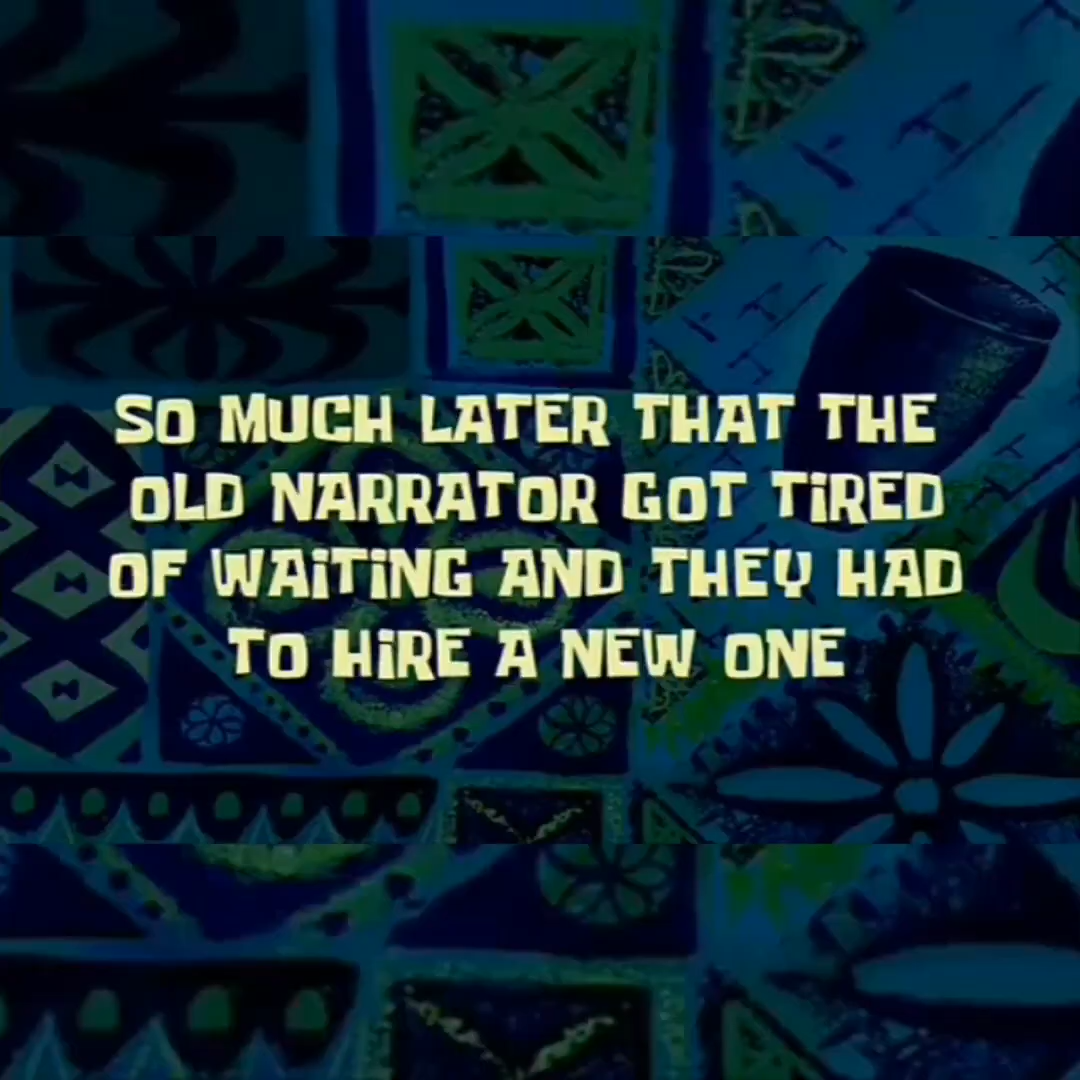 SO MUCH LATER THAT THE
OLD NARRATOR GOT TiRED
OF WAiTiNG AND THEY HAD
TO HiRE A NEW ONE